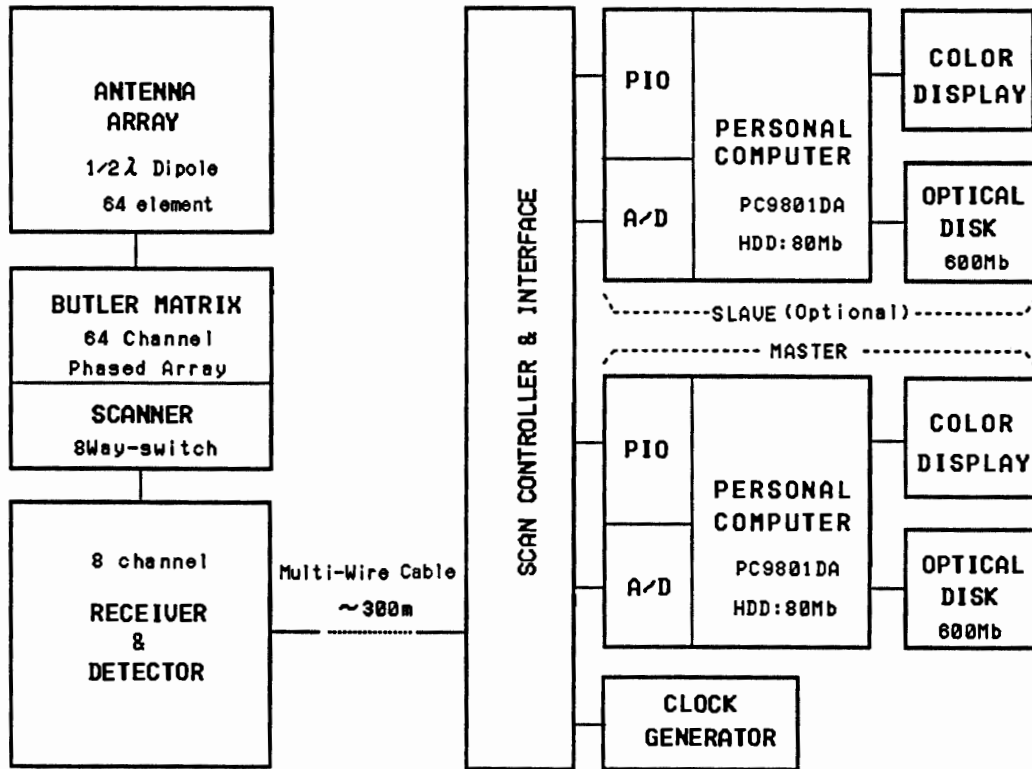 ANTENNA
ARRAY
1/2λ Dipole
64 element
BUTLER MATRIX
64 Channel
Phased Array
SCANNER
8Way-switch
8 channel
RECEIVER
&
DETECTOR
Multi-Wire Cable
~300m
SCAN CONTROLLER & INTERFACE
PIO
A/D
PERSONAL
COMPUTER
PC9801DA
HDD:80Mb
COLOR
DISPLAY
OPTICAL
DISK
600Mb
SLAVE(Optional)
MASTER
PIO
A/D
PERSONAL
COMPUTER
PC9801DA
HDD:80Mb
COLOR
DISPLAY
OPTICAL
DISK
600Mb
CLOCK
GENERATOR